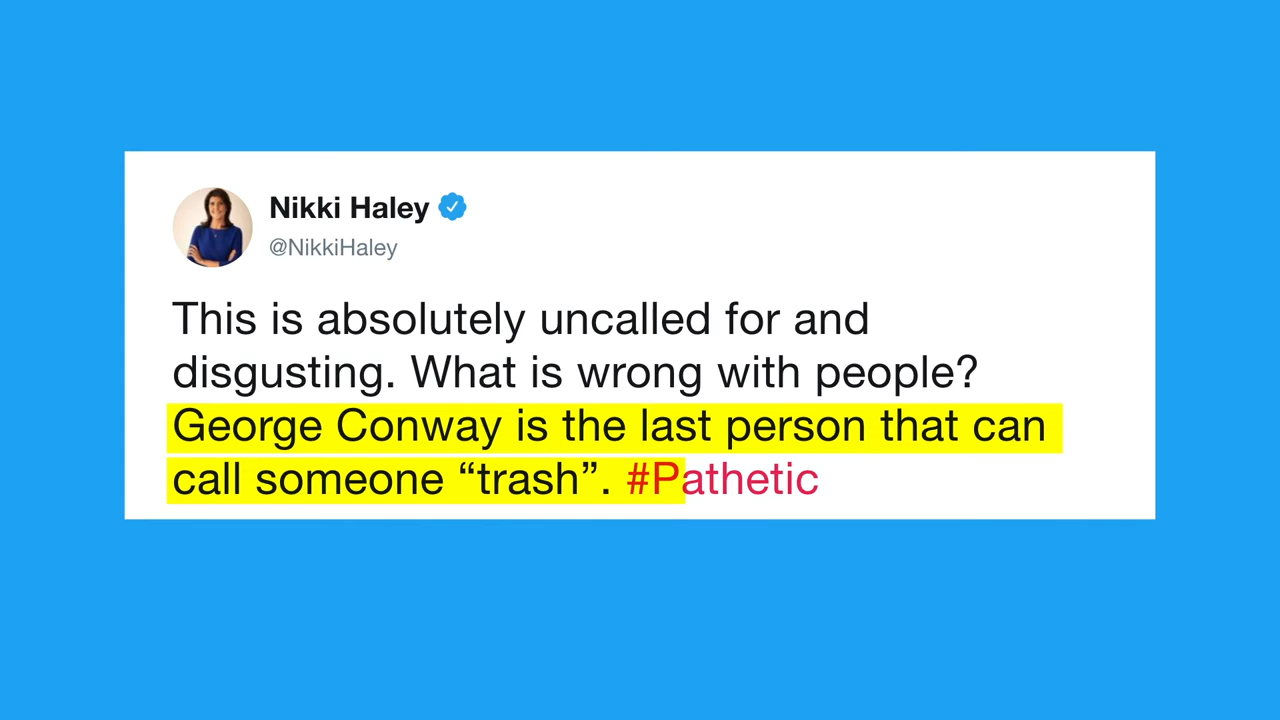 Nikki Haley
@NikkiHaley
This is absolutely uncalled for and
disgusting. What is wrong with people?
George Conway is the last person that can
call someone “trash”. #Pathetic